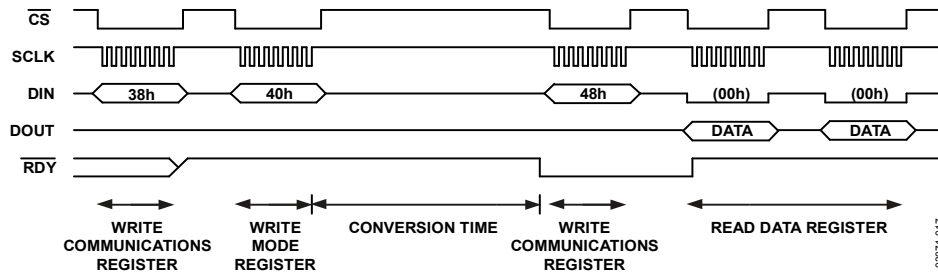 CS
SCLK
DIN
38h
40h
48h
(00h)
(00h)
DOUT
DATA
DATA
RDY
WRITE
COMMUNICATIONS
REGISTER
WRITE
MODE
REGISTER
CONVERSION TIME
WRITE
COMMUNICATIONS
REGISTER
READ DATA REGISTER